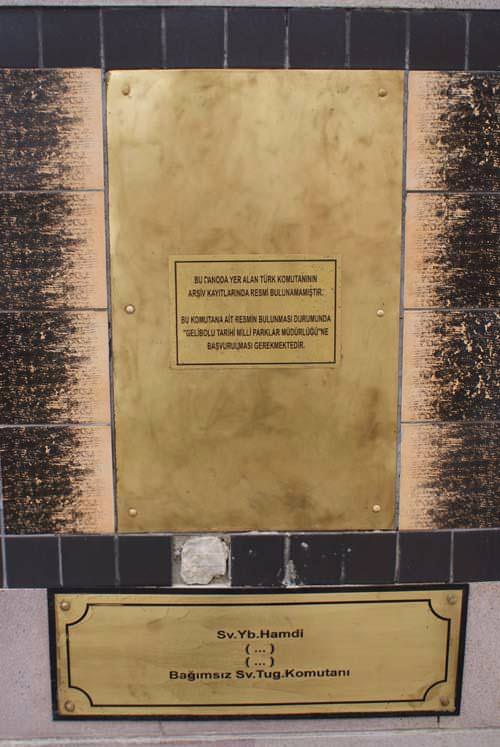 BU PANODA YER ALAN TÜRK KOMUTANININ
ARŞİV KAYITLARINDA RESMİ BULUNAMAMIŞTIR.
BU KOMUTANA AİT RESMİN BULUNMASI DURUMUNDA
"GELİBOLU TARİHİ MİLLİ PARKLAR MÜDÜRLÜĞÜ"NE
BAŞVURULMASI GEREKMEKTEDİR.
Sv.Yb.Hamdi
( ... )
( ... )
Bağımsız Sv.Tug.Komutanı